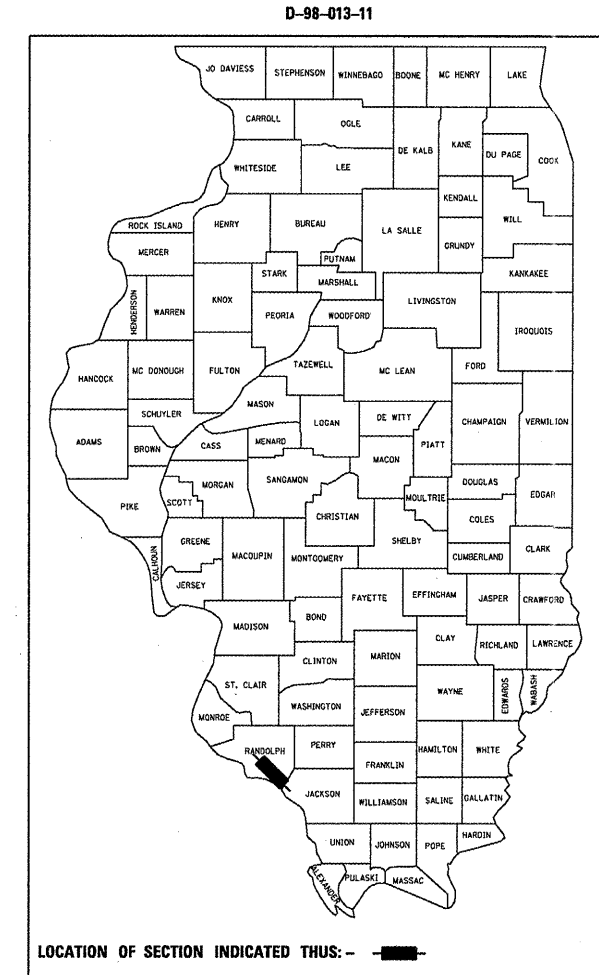 D-98-013-11
JO DAVIESS
STEPHENSON
WINNEBAGO
BOONE
MC HENRY
LAKE
CARROLL
OGLE
DE KALB
KANE
DU PAGE
COOK
WHITESIDE
LEE
KENDALL
ROCK ISLAND
HENRY
BUREAU
LA SALLE
WILL
GRUNDY
MERCER
PUTNAM
STARK
MARSHALL
KANKAKEE
HENDERSON
WARREN
KNOX
PEORIA
WOODFORD
LIVINGSTON
IROQUOIS
HANCOCK
MC DONOUGH
FULTON
TAZEWELL
MC LEAN
FORD
MASON
SCHUYLER
LOGAN
DE WITT
CHAMPAIGN
VERMILION
ADAMS
BROWN
CASS
MENARD
PIATT
MACON
MORGAN
SANGAMON
DOUGLAS
EDGAR
PIKE
SCOTT
CHRISTIAN
MOULTRIE
COLES
GREENE
MACOUPIN
MONTGOMERY
SHELBY
CUMBERLAND
CLARK
CALHOUN
JERSEY
FAYETTE
EFFINGHAM
JASPER
CRAWFORD
MADISON
BOND
CLAY
RICHLAND
LAWRENCE
CLINTON
MARION
ST. CLAIR
WAYNE
EDWARDS
WABASH
WASHINGTON
JEFFERSON
MONROE
RANDOLPH
PERRY
HAMILTON
WHITE
FRANKLIN
JACKSON
WILLIAMSON
SALINE
GALLATIN
UNION
JOHNSON
POPE
HARDIN
ALEXANDER
PULASKI
MASSAC
LOCATION OF SECTION INDICATED THUS: -